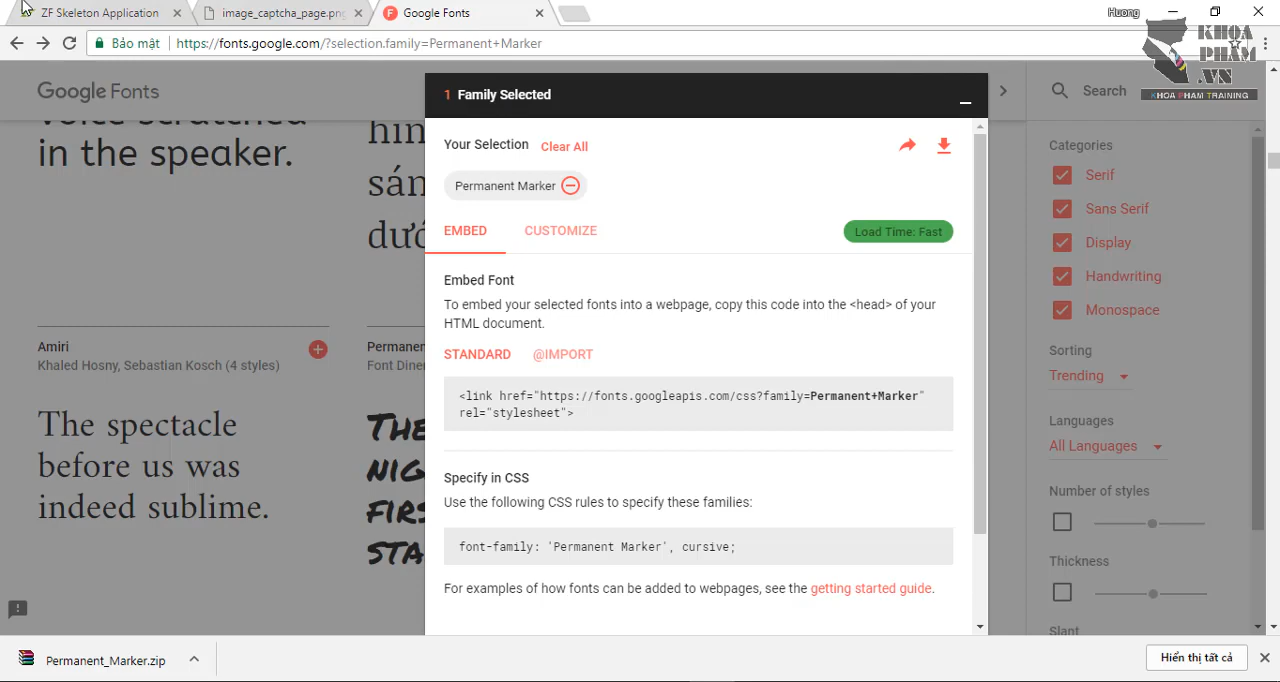 ZF Skeleton Application
image_captcha_page.png
Google Fonts
Huong
Bảo mật
https://fonts.google.com/?selection.family=Permanent+Marker
KHOA
PHẠM
.VN
KHOA PHAM TRAINING
Google Fonts
1 Family Selected
Search
in the speaker.
Your Selection
Clear All
Permanent Marker
EMBED
CUSTOMIZE
Load Time: Fast
Embed Font
To embed your selected fonts into a webpage, copy this code into the <head> of your
HTML document.
STANDARD
@IMPORT
<link href="https://fonts.googleapis.com/css?family=Permanent+Marker"
rel="stylesheet">
Specify in CSS
Use the following CSS rules to specify these families:
font-family: 'Permanent Marker', cursive;
For examples of how fonts can be added to webpages, see the getting started guide.
Amiri
Khaled Hosny, Sebastian Kosch (4 styles)
The spectacle
before us was
indeed sublime.
Permanen
Font Diner
THE
Categories
Serif
Sans Serif
Display
Handwriting
Monospace
Sorting
Trending
Languages
All Languages
Number of styles
Thickness
Slant
Permanent_Marker.zip
Hiển thị tất cả